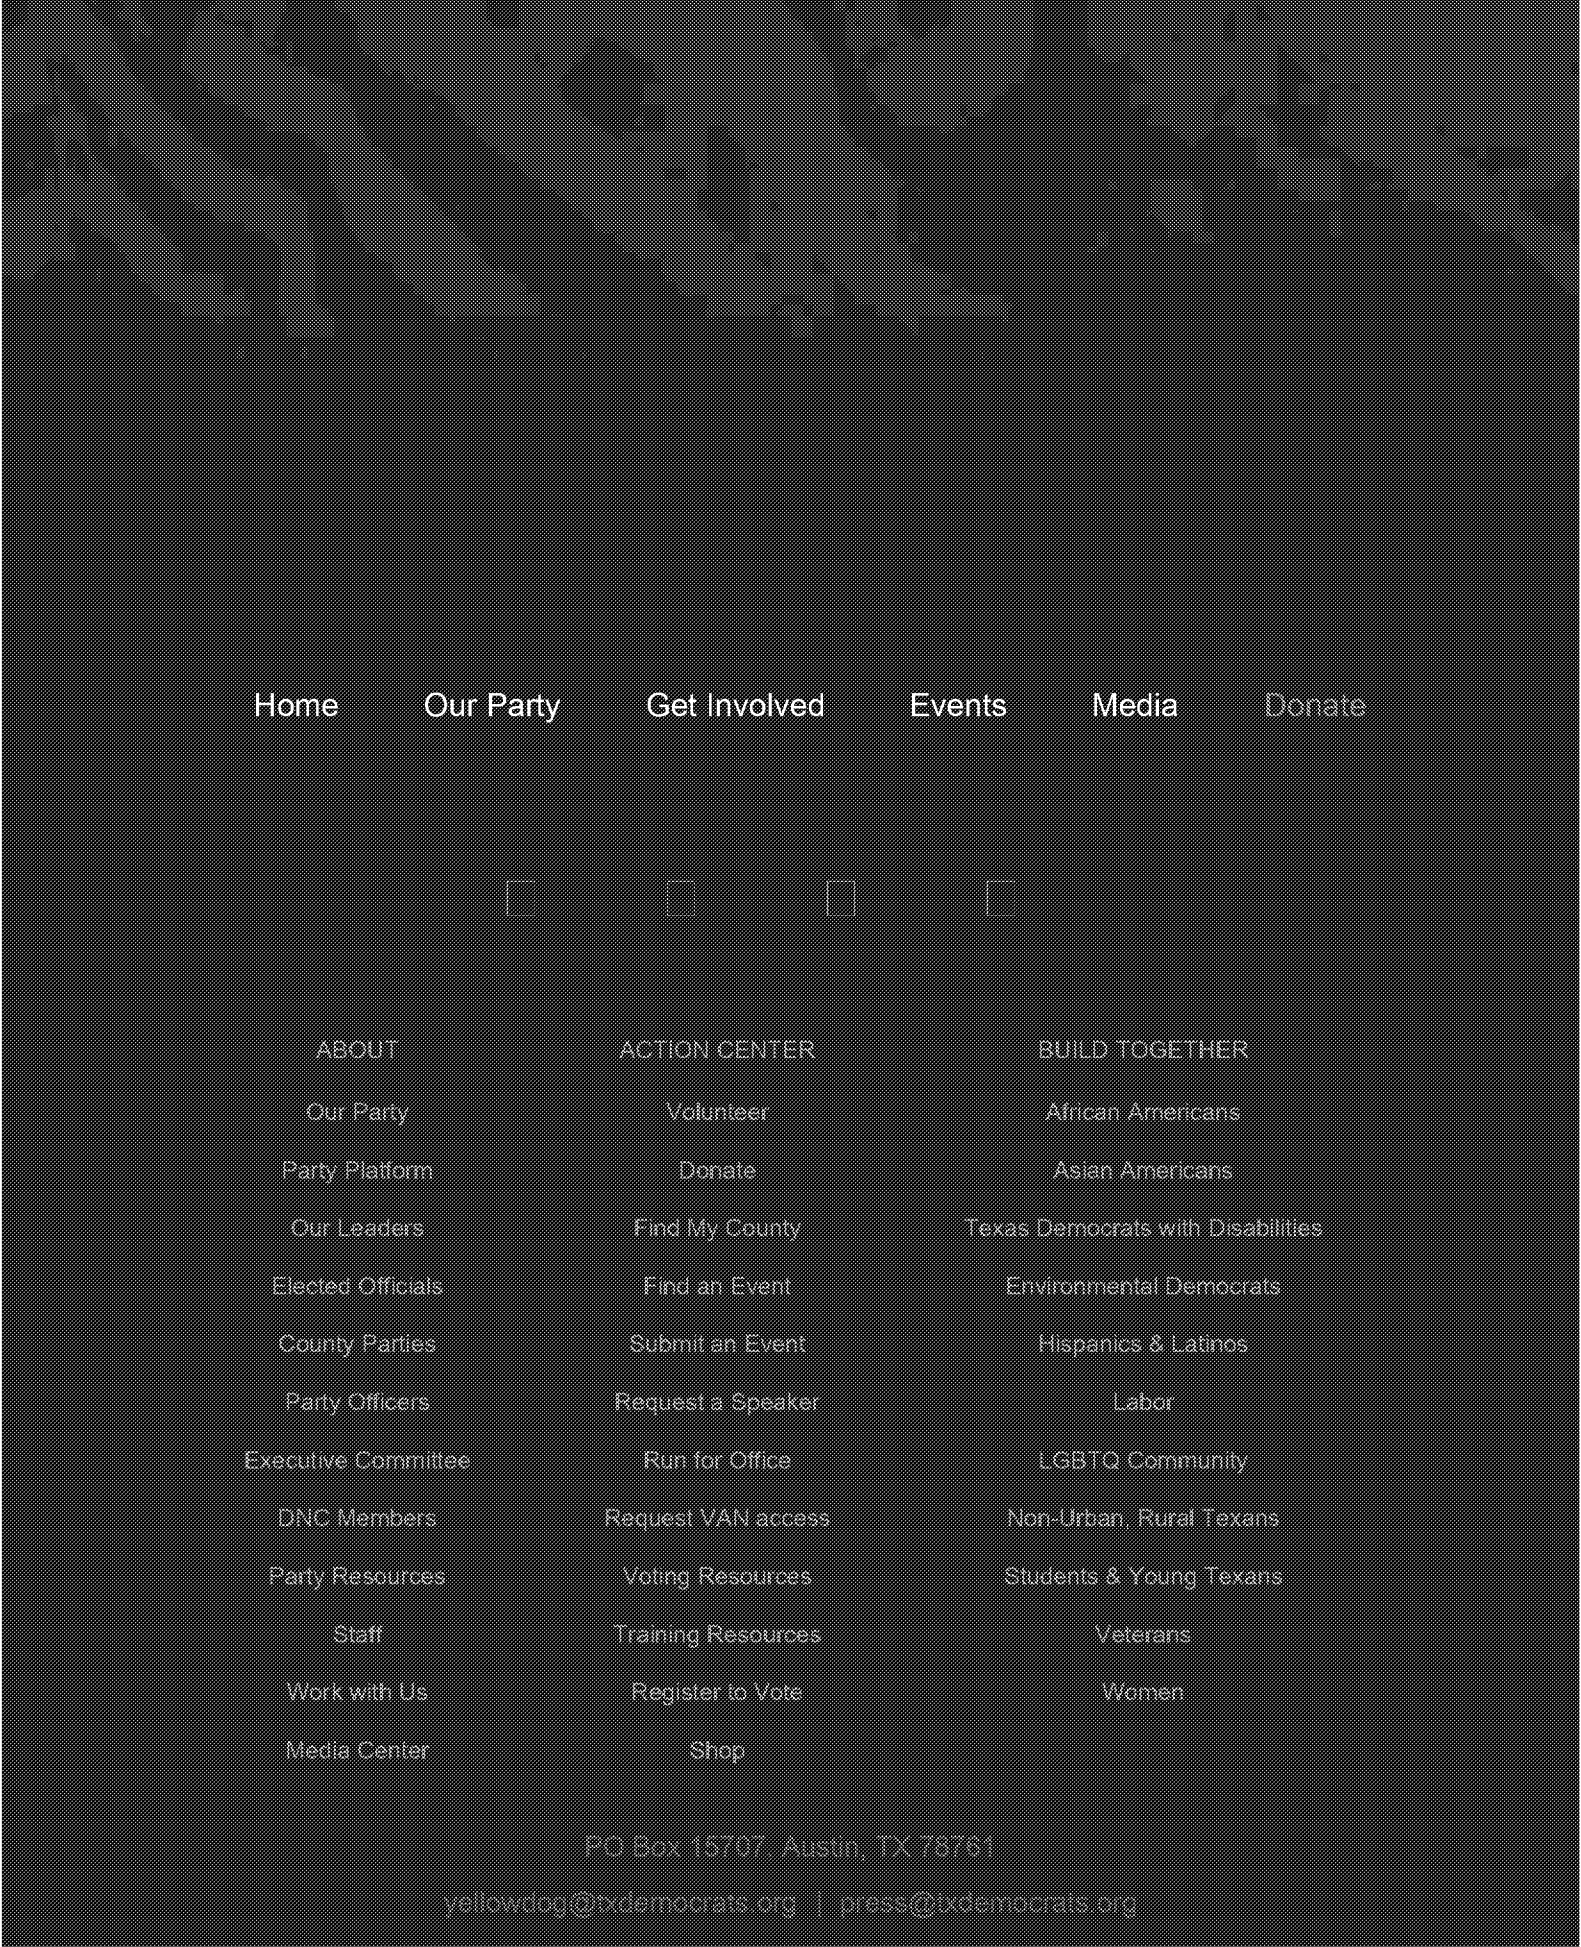 Home Our Party Get Involved Events Media Donate
ABOUT
Our Party
Party Platform
Our Leaders
Elected Officials
County Parties
Party Officers
Executive Committee
DNC Members
Party Resources
Staff
Work with Us
Media Center
ACTION CENTER
Volunteer
Donate
Find My County
Find an Event
Submit an Event
Request a Speaker
Run for Office
Request VAN access
Voting Resources
Training Resources
Register to Vote
Shop
BUILD TOGETHER
African Americans
Asian Americans
Texas Democrats with Disabilities
Environmental Democrats
Hispanics & Latinos
Labor
LGBTQ Community
Non-Urban, Rural Texans
Students & Young Texans
Veterans
Women
PO Box 15707, Austin, TX 78761
yellowdog@txdemocrats.org | press@txdemocrats.org